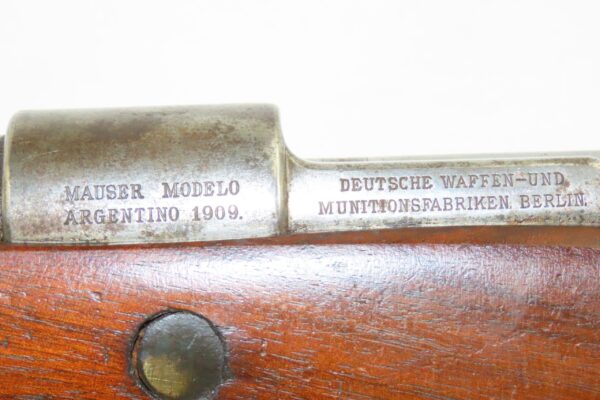 MAUSER MODELO
ARGENTINO 1909.
DEUTSCHE WAFFEN-UND
MUNITIONSFABRIKEN. BERLIN.